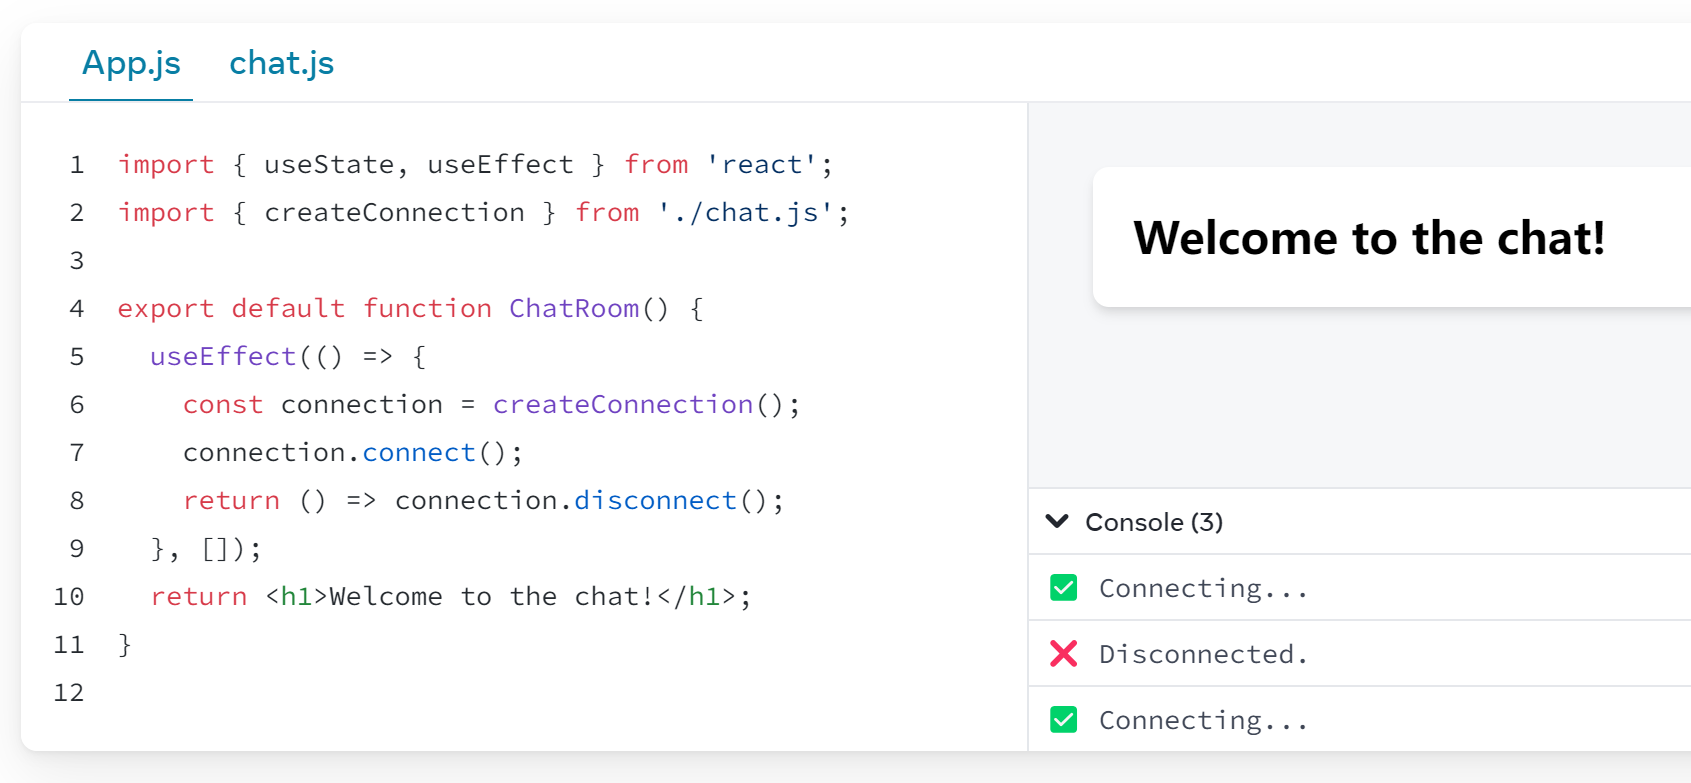 App.js chat.js
1 import { useState, useEffect } from 'react';
2 import { createConnection } from './chat.js';
3
4 export default function ChatRoom() {
5   useEffect(() => {
6     const connection = createConnection();
7     connection.connect();
8     return () => connection.disconnect();
9   }, []);
10   return <h1>Welcome to the chat!</h1>;
11 }
12
Welcome to the chat!
Console (3)
✅ Connecting...
❌ Disconnected.
✅ Connecting...